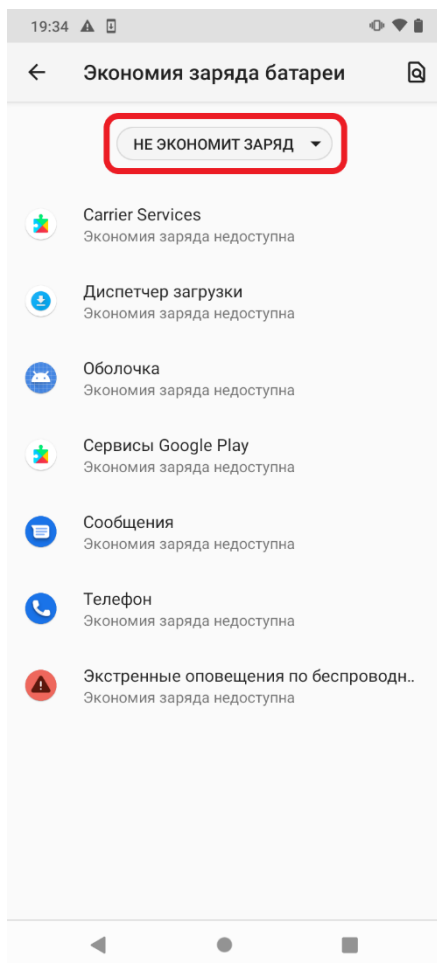 19:34
Экономия заряда батареи
НЕ ЭКОНОМИТ ЗАРЯД
Carrier Services
Экономия заряда недоступна
Диспетчер загрузки
Экономия заряда недоступна
Оболочка
Экономия заряда недоступна
Сервисы Google Play
Экономия заряда недоступна
Сообщения
Экономия заряда недоступна
Телефон
Экономия заряда недоступна
Экстренные оповещения по беспроводн..
Экономия заряда недоступна